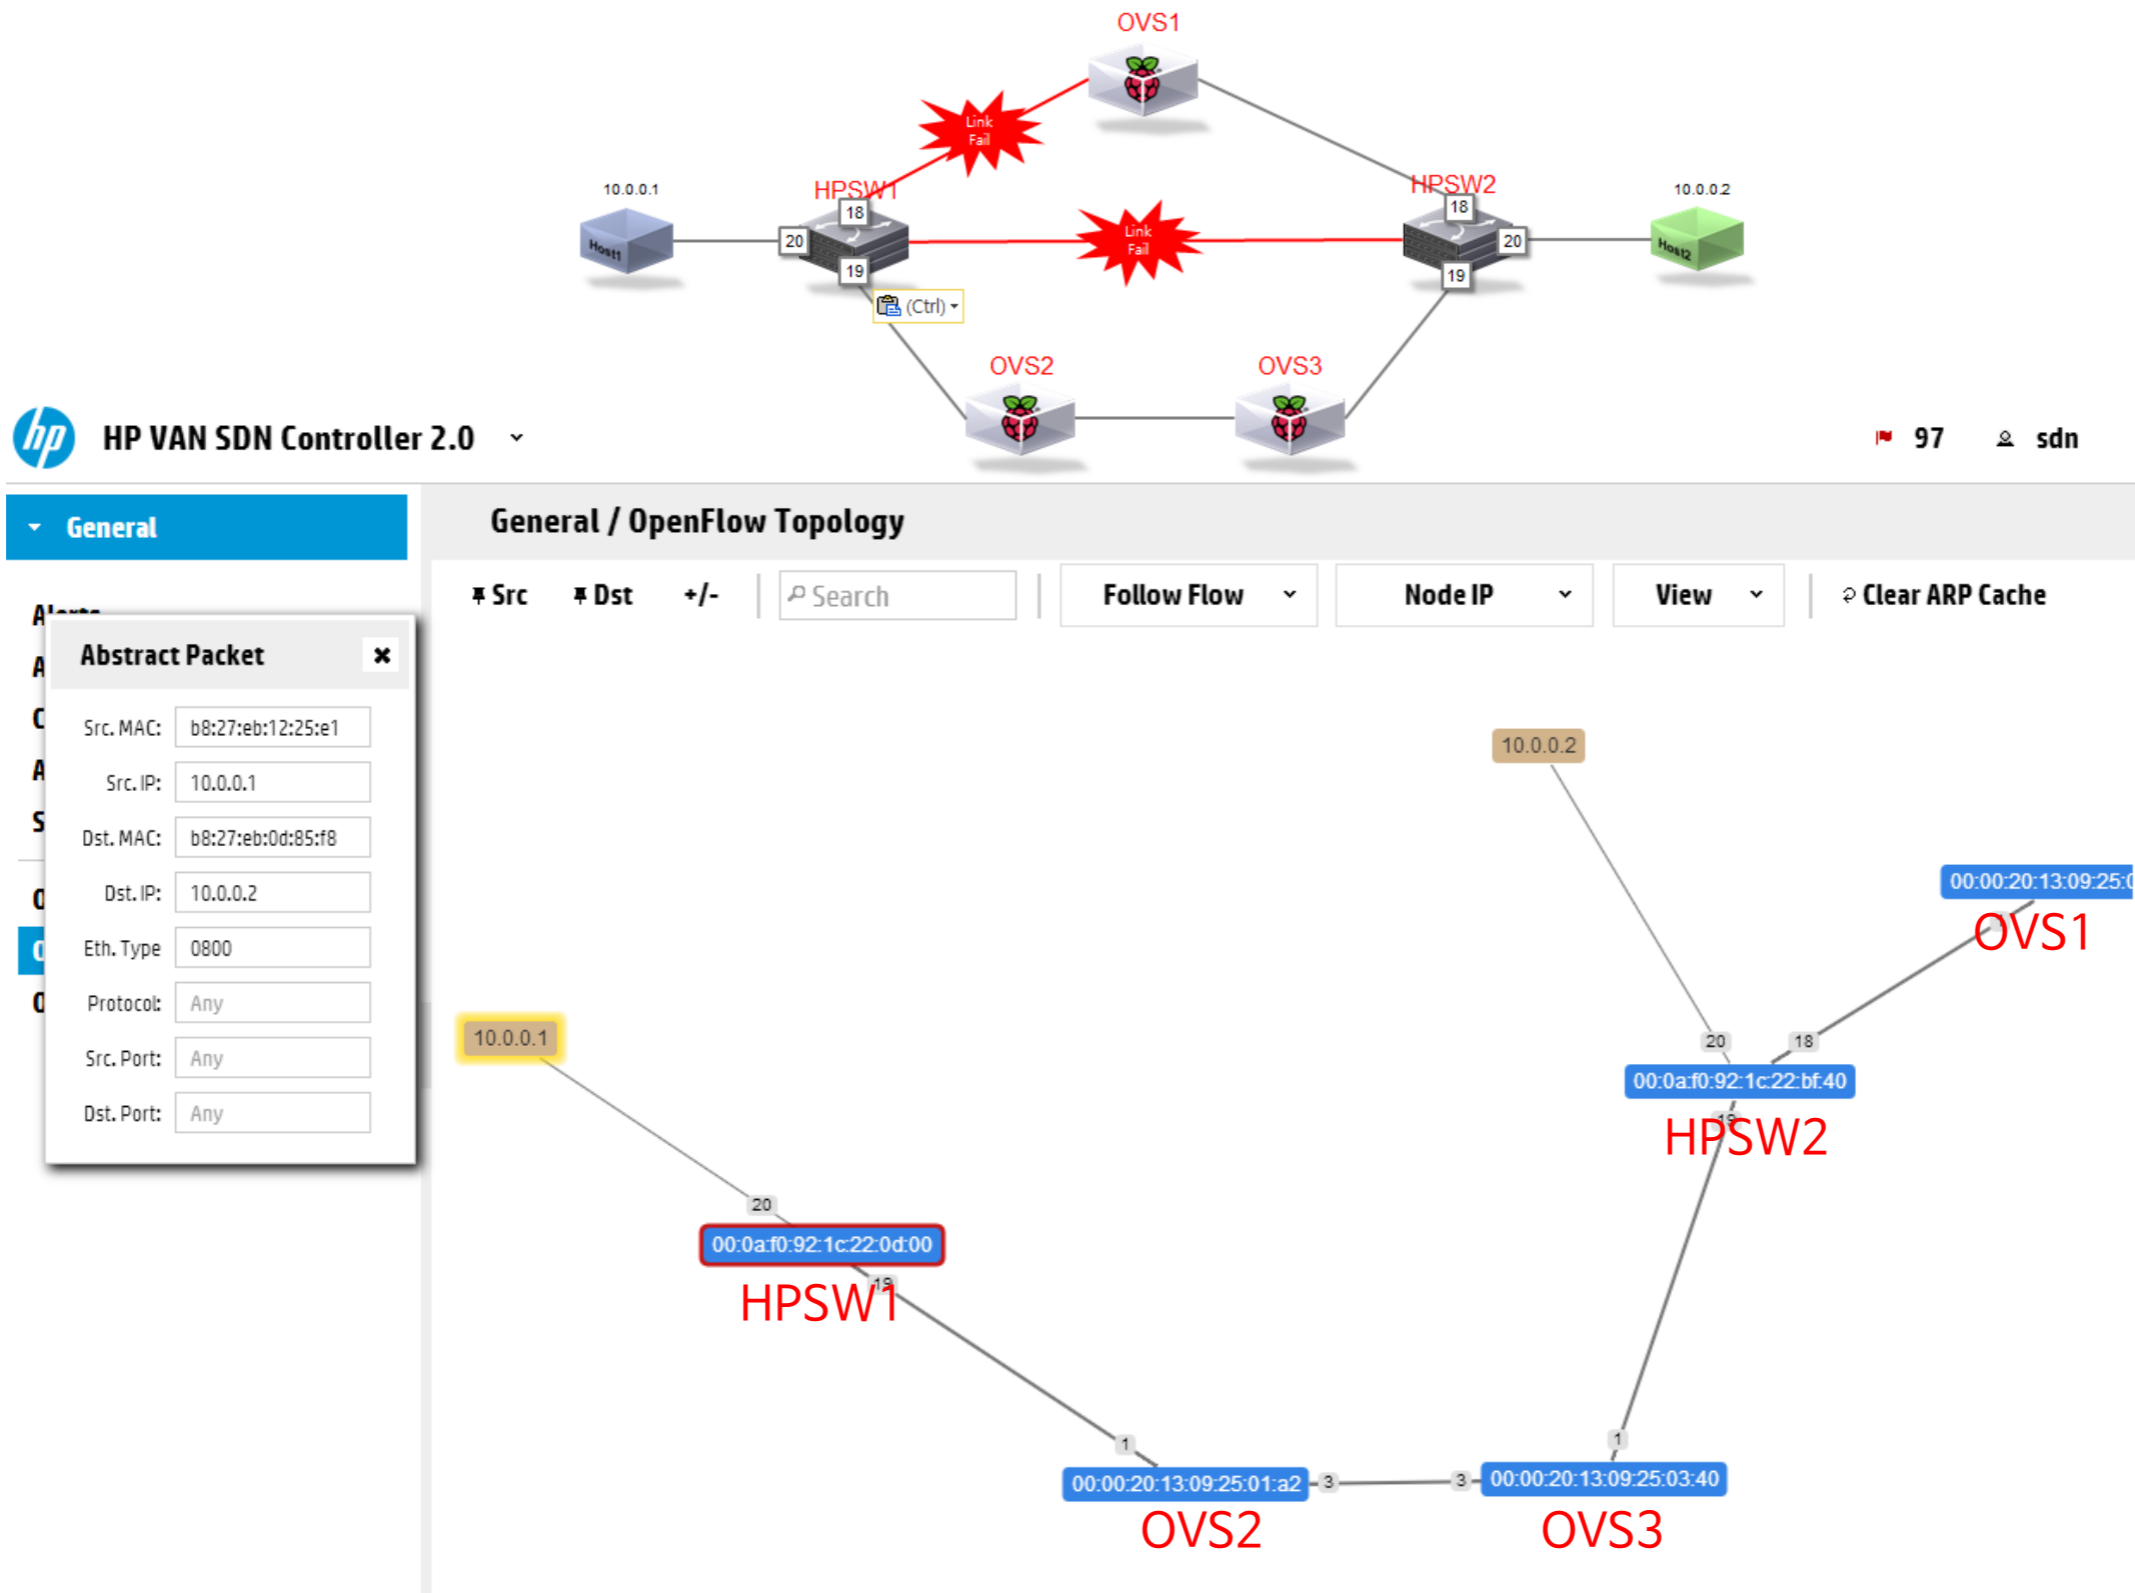 OVS1
Link
Fail
10.0.0.1
HPSW1
HPSW2
10.0.0.2
18
18
Host1
20
Link
Fail
20
Host2
19
19
(Ctrl)
OVS2
OVS3
hp
HP VAN SDN Controller 2.0
97
sdn
General
General / OpenFlow Topology
Src
Dst
+/-
Search
Follow Flow
Node IP
View
Clear ARP Cache
Alerts
Abstract Packet
Src. MAC: b8:27:eb:12:25:e1
Src. IP: 10.0.0.1
Dst. MAC: b8:27:eb:0d:85:f8
Dst. IP: 10.0.0.2
Eth. Type 0800
Protocol: Any
Src. Port: Any
Dst. Port: Any
10.0.0.2
00:00:20:13:09:25:0
OVS1
10.0.0.1
20
18
00:0a:f0:92:1c:22:bf:40
19
HPSW2
20
00:0a:f0:92:1c:22:0d:00
19
HPSW1
1
1
00:00:20:13:09:25:01:a2
3
3
00:00:20:13:09:25:03:40
OVS2
OVS3